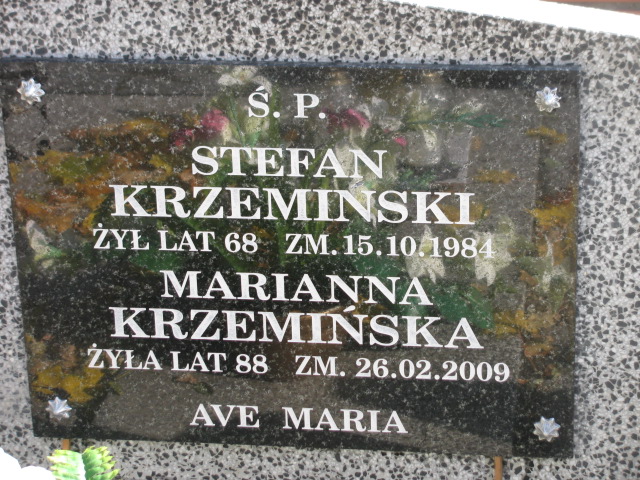 Ś. P.
STEFAN
KRZEMIŃSKI
ŻYŁ LAT 68 ZM. 15.10.1984
MARIANNA
KRZEMIŃSKA
ŻYŁA LAT 88 ZM. 26.02.2009
AVE MARIA